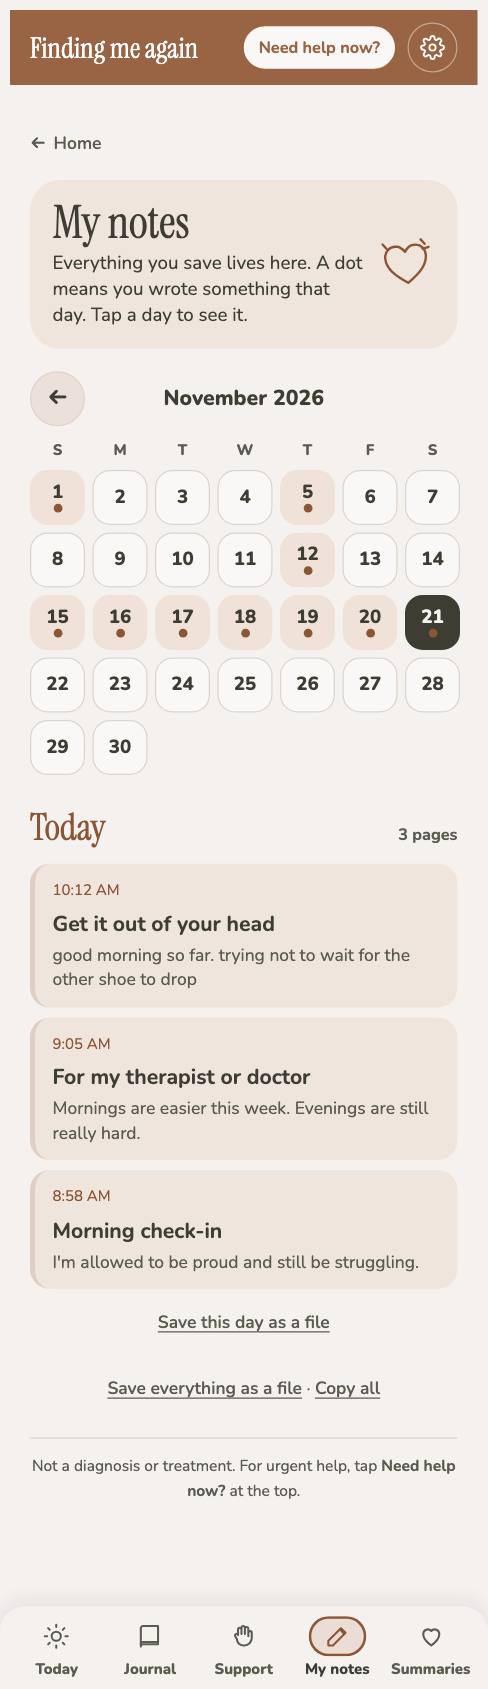 Finding me again
Need help now?
← Home
My notes
Everything you save lives here. A dot
means you wrote something that
day. Tap a day to see it.
←
November 2026
S M T W T F S
1 2 3 4 5 6 7
8 9 10 11 12 13 14
15 16 17 18 19 20 21
22 23 24 25 26 27 28
29 30
Today
3 pages
10:12 AM
Get it out of your head
good morning so far. trying not to wait for the
other shoe to drop
9:05 AM
For my therapist or doctor
Mornings are easier this week. Evenings are still
really hard.
8:58 AM
Morning check-in
I'm allowed to be proud and still be struggling.
Save this day as a file
Save everything as a file · Copy all
Not a diagnosis or treatment. For urgent help, tap Need help
now? at the top.
Today Journal Support My notes Summaries